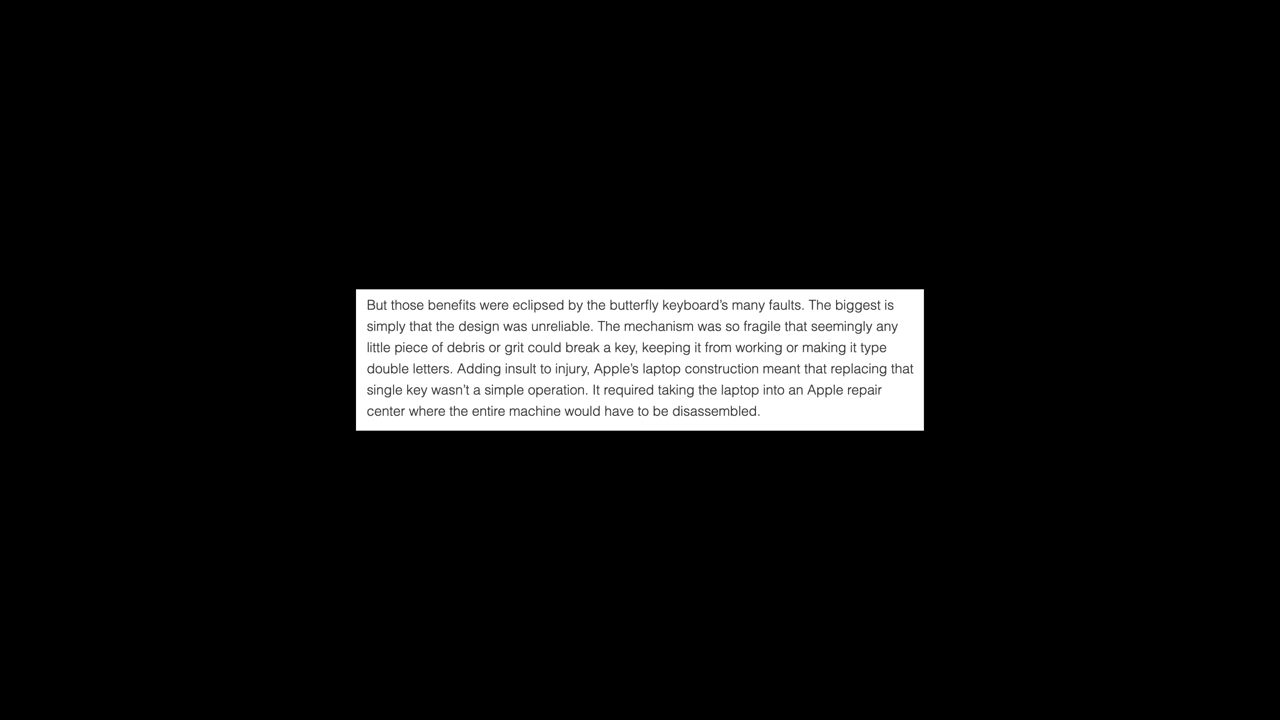 But those benefits were eclipsed by the butterfly keyboard’s many faults. The biggest is
simply that the design was unreliable. The mechanism was so fragile that seemingly any
little piece of debris or grit could break a key, keeping it from working or making it type
double letters. Adding insult to injury, Apple’s laptop construction meant that replacing that
single key wasn’t a simple operation. It required taking the laptop into an Apple repair
center where the entire machine would have to be disassembled.